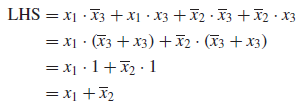 LHS = x₁ · x̅₃ + x₁ · x₃ + x̅₂ · x̅₃ + x̅₂ · x₃
= x₁ · (x̅₃ + x₃) + x̅₂ · (x̅₃ + x₃)
= x₁ · 1 + x̅₂ · 1
= x₁ + x̅₂